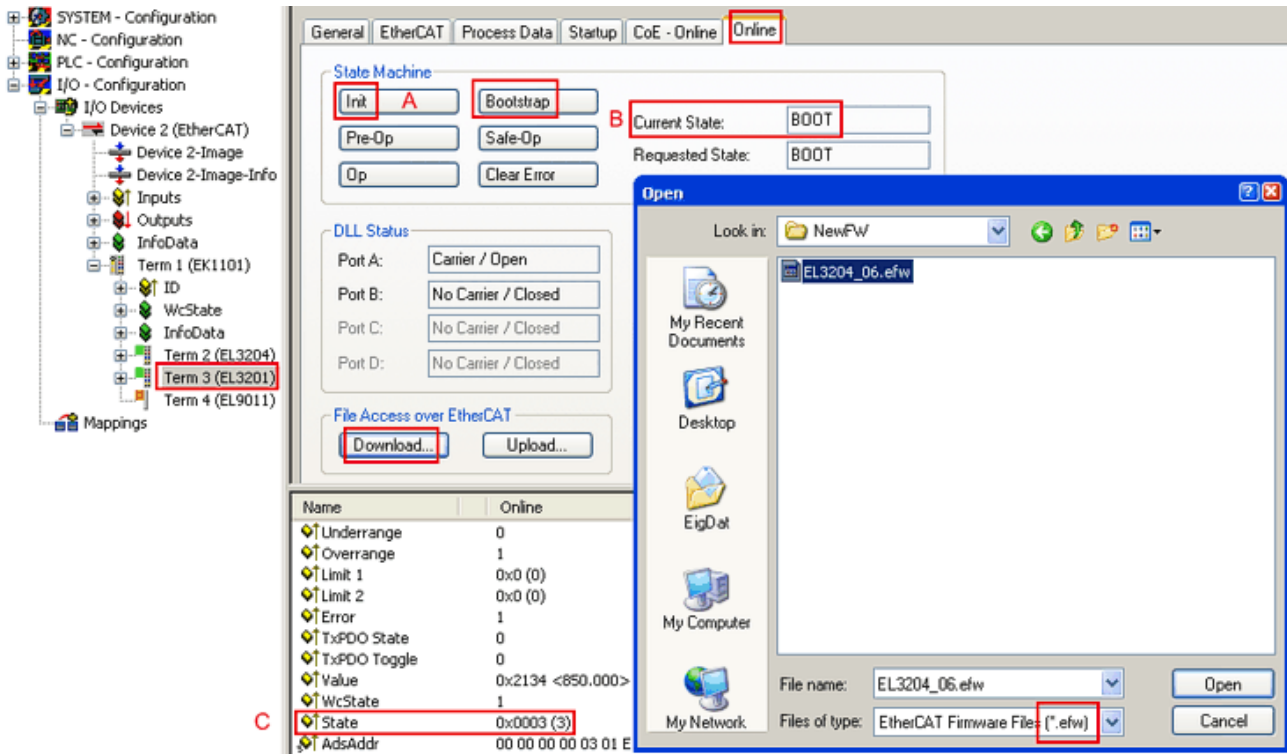 SYSTEM - Configuration
NC - Configuration
PLC - Configuration
I/O - Configuration
I/O Devices
Device 2 (EtherCAT)
Device 2-Image
Device 2-Image-Info
Inputs
Outputs
InfoData
Term 1 (EK1101)
ID
WcState
InfoData
Term 2 (EL3204)
Term 3 (EL3201)
Term 4 (EL9011)
Mappings
General EtherCAT Process Data Startup CoE - Online Online
State Machine
Init A Bootstrap
Pre-Op Safe-Op
Op Clear Error
B Current State: BOOT
Requested State: BOOT
DLL Status
Port A: Carrier / Open
Port B: No Carrier / Closed
Port C: No Carrier / Closed
Port D: No Carrier / Closed
File Access over EtherCAT
Download... Upload...
Name Online
Underrange 0
Overrange 1
Limit 1 0x0 (0)
Limit 2 0x0 (0)
Error 1
TxPDO State 0
TxPDO Toggle 0
Value 0x2134 <850.000>
WcState 1
C State 0x0003 (3)
AdsAddr 00 00 00 00 03 01 E
Open
Look in: NewFW
EL3204_06.efw
My Recent
Documents
Desktop
EigDat
My Computer
My Network
File name: EL3204_06.efw Open
Files of type: EtherCAT Firmware Files (*.efw) Cancel